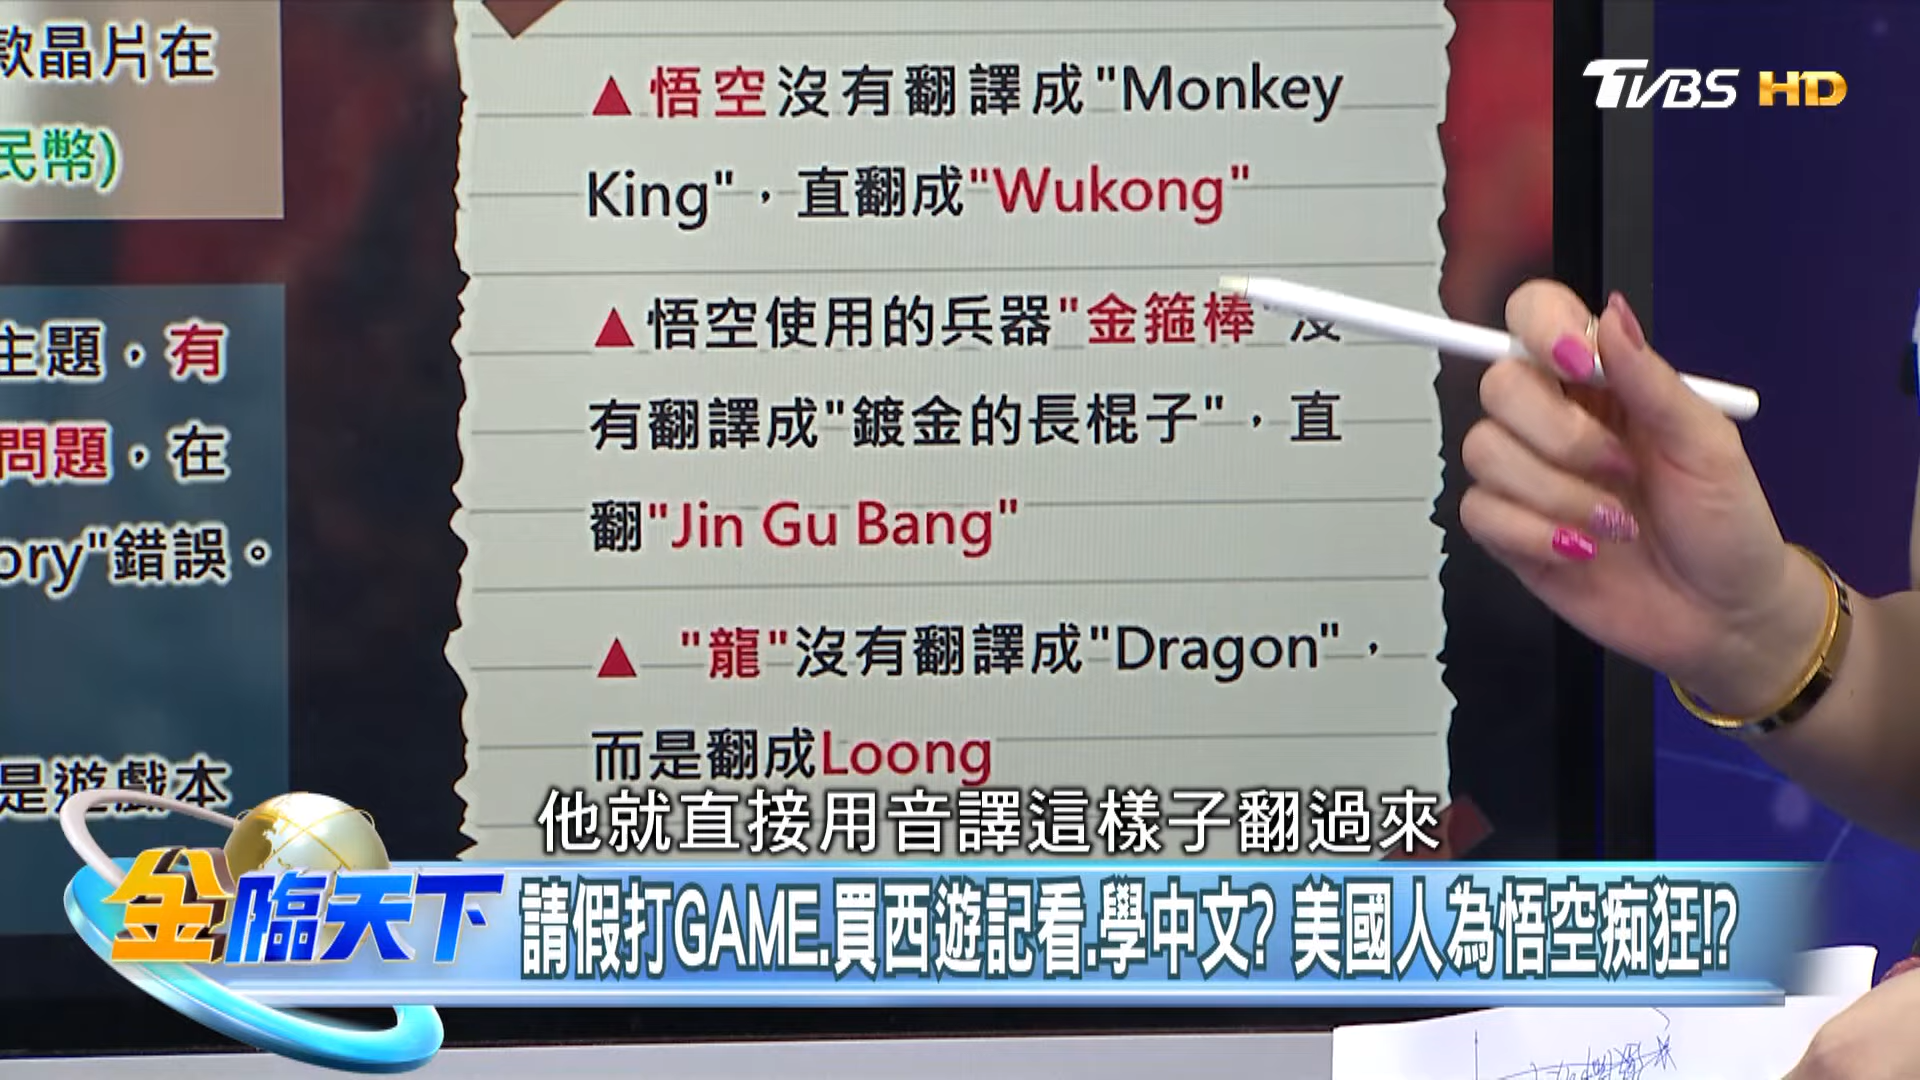 款晶片在
民幣)
主題，有
問題，在
ory"錯誤。
是遊戲本
▲悟空沒有翻譯成"Monkey
King"，直翻成"Wukong"
▲悟空使用的兵器"金箍棒"沒
有翻譯成"鍍金的長棍子"，直
翻"Jin Gu Bang"
▲ "龍"沒有翻譯成"Dragon"，
而是翻成Loong
TVBS HD
他就直接用音譯這樣子翻過來
金臨天下
請假打GAME.買西遊記看.學中文? 美國人為悟空痴狂!?